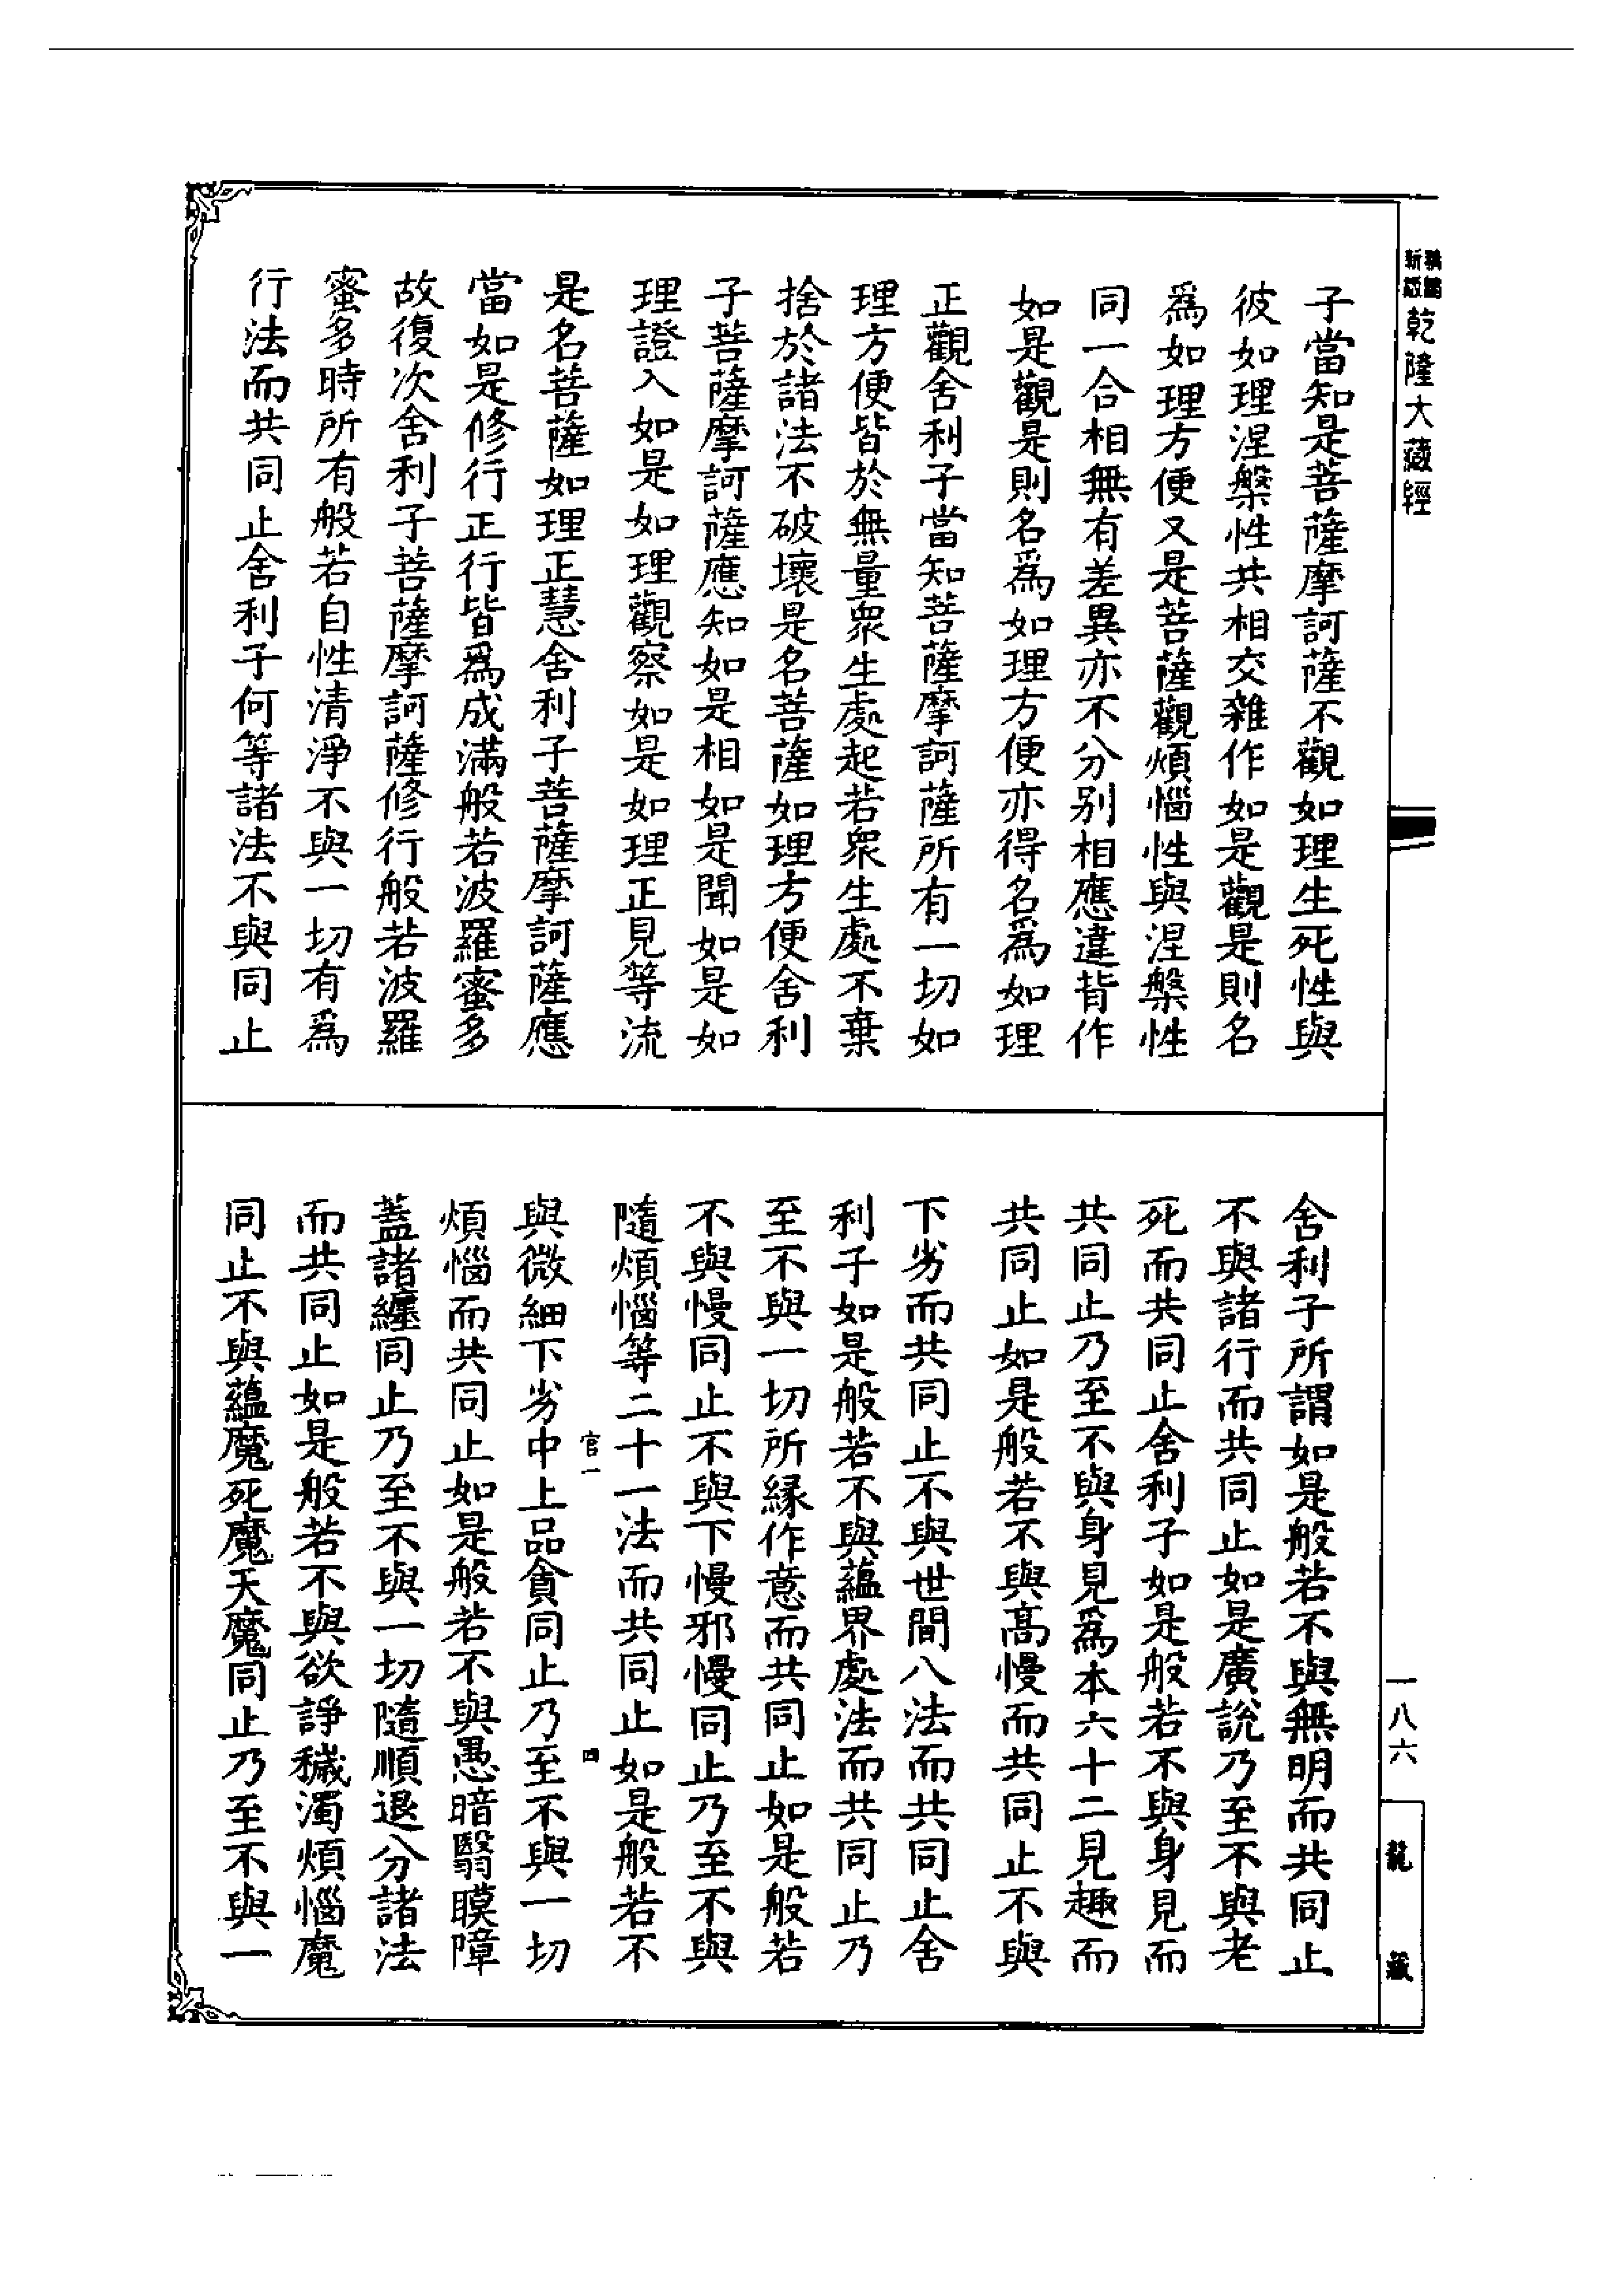 乾隆大藏經
子當知是菩薩摩訶薩不觀如理生死性與
彼如理涅槃性共相交雜作如是觀是則名
爲如理方便又是菩薩觀煩惱性與涅槃性
同一合相無有差異亦不分别相應違背作
如是觀是則名爲如理方便亦得名爲如理
正觀舍利子當知菩薩摩訶薩所有一切如
理方便皆於無量衆生處起若衆生處不棄
捨於諸法不破壞是名菩薩如理方便舍利
子菩薩摩訶薩應知如是相如是聞如是如
理證入如是如理觀察如是如理正見等流
是名菩薩如理正慧舍利子菩薩摩訶薩應
當如是修行正行皆爲成滿般若波羅蜜多
故復次舍利子菩薩摩訶薩修行般若波羅
蜜多時所有般若自性清淨不與一切有爲
行法而共同止舍利子何等諸法不與同止
舍利子所謂如是般若不與無明而共同止
不與諸行而共同止如是廣說乃至不與老
死而共同止舍利子如是般若不與身見而
共同止乃至不與身見爲本六十二見趣而
共同止如是般若不與高慢而共同止不與
下劣而共同止不與世間八法而共同止舍
利子如是般若不與蘊界處法而共同止乃
至不與一切所縁作意而共同止如是般若
不與慢同止不與下慢邪慢同止乃至不與
隨煩惱等二十一法而共同止如是般若不
官一
四
與微細下劣中上品貪同止乃至不與一切
煩惱而共同止如是般若不與愚暗翳膜障
蓋諸纏同止乃至不與一切隨順退分諸法
而共同止如是般若不與欲諍穢濁煩惱魔
同止不與蘊魔死魔天魔同止乃至不與一
一八六
龍藏